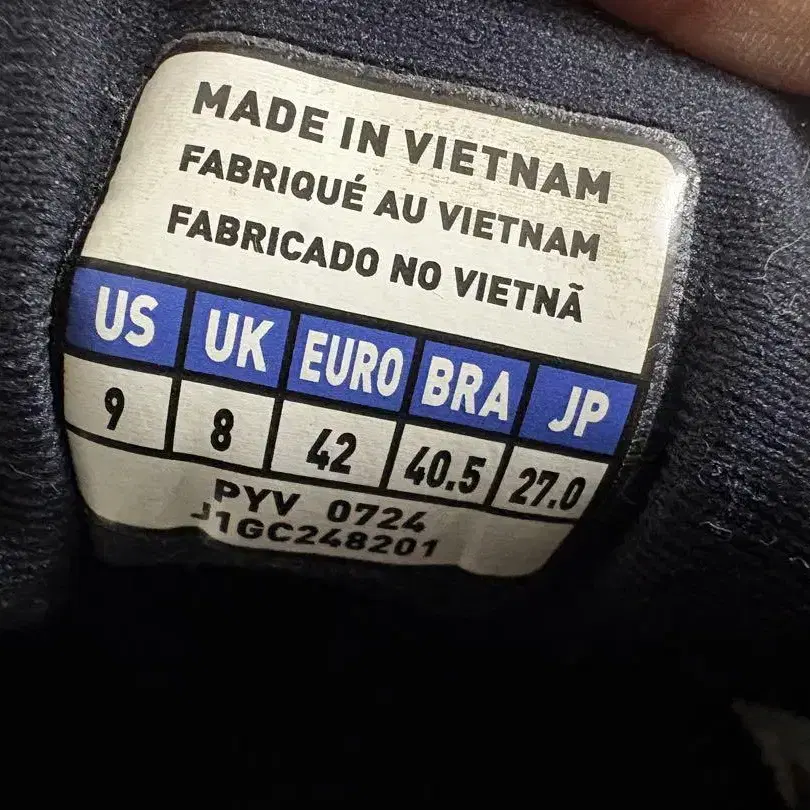 MADE IN VIETNAM
FABRIQUÉ AU VIETNAM
FABRICADO NO VIETNÃ
US UK EURO BRA JP
9 8 42 40.5 27.0
PYV 0724
J1GC248201